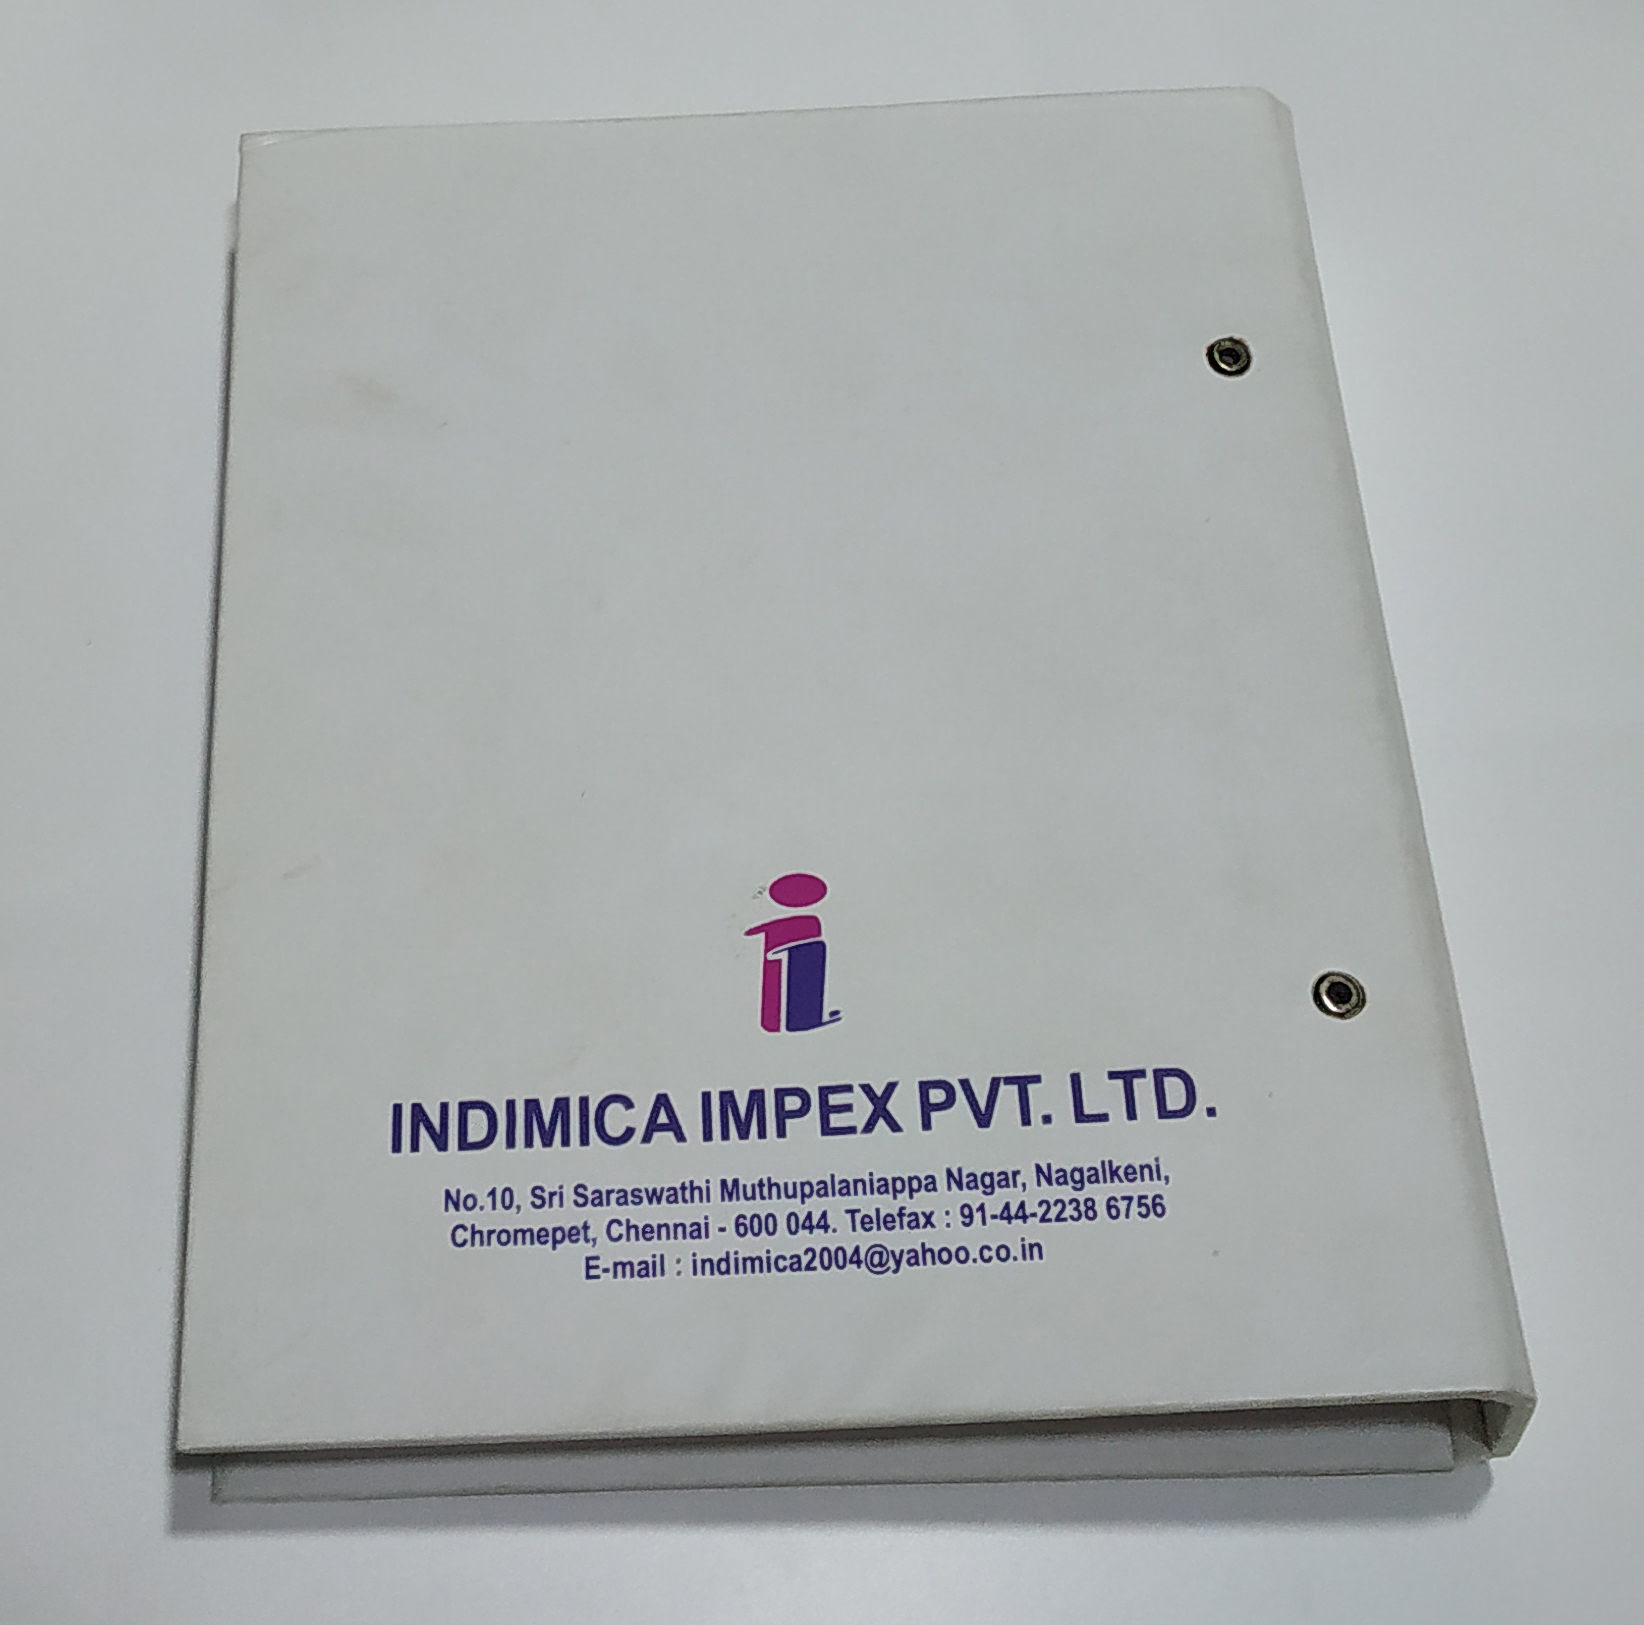 INDIMICA IMPEX PVT. LTD.
No.10, Sri Saraswathi Muthupalaniappa Nagar, Nagalkeni,
Chromepet, Chennai - 600 044. Telefax : 91-44-2238 6756
E-mail : indimica2004@yahoo.co.in